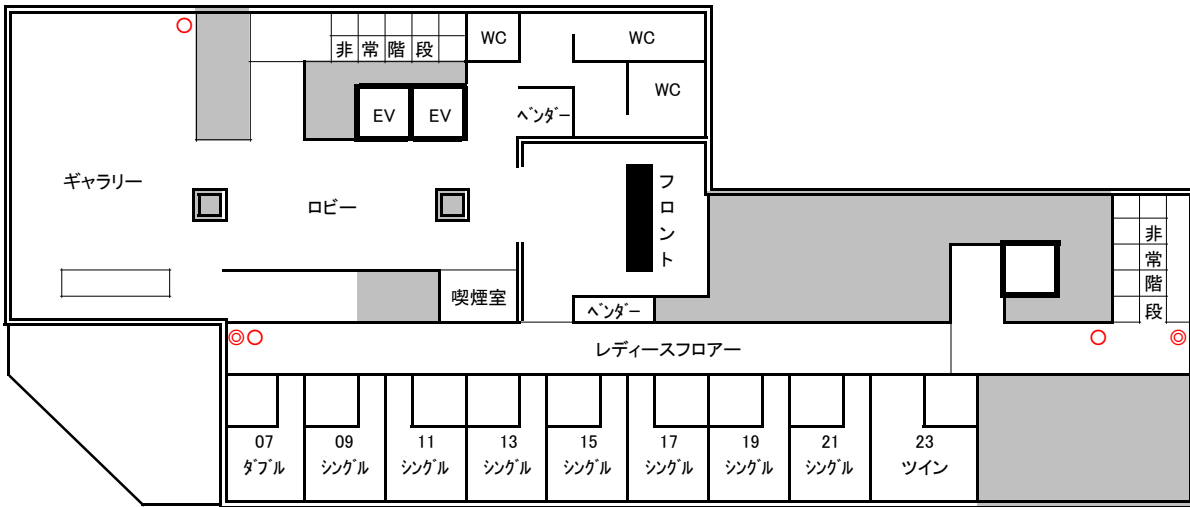 WC
WC
非常階段
WC
EV
EV
ﾍﾞﾝﾀﾞｰ
ギャラリー
ロビー
フロント
非常階段
喫煙室
ﾍﾞﾝﾀﾞｰ
◎○
レディースフロアー
○
◎
07
ﾀﾞﾌﾞﾙ
09
ｼﾝｸﾞﾙ
11
ｼﾝｸﾞﾙ
13
ｼﾝｸﾞﾙ
15
ｼﾝｸﾞﾙ
17
ｼﾝｸﾞﾙ
19
ｼﾝｸﾞﾙ
21
ｼﾝｸﾞﾙ
23
ツイン